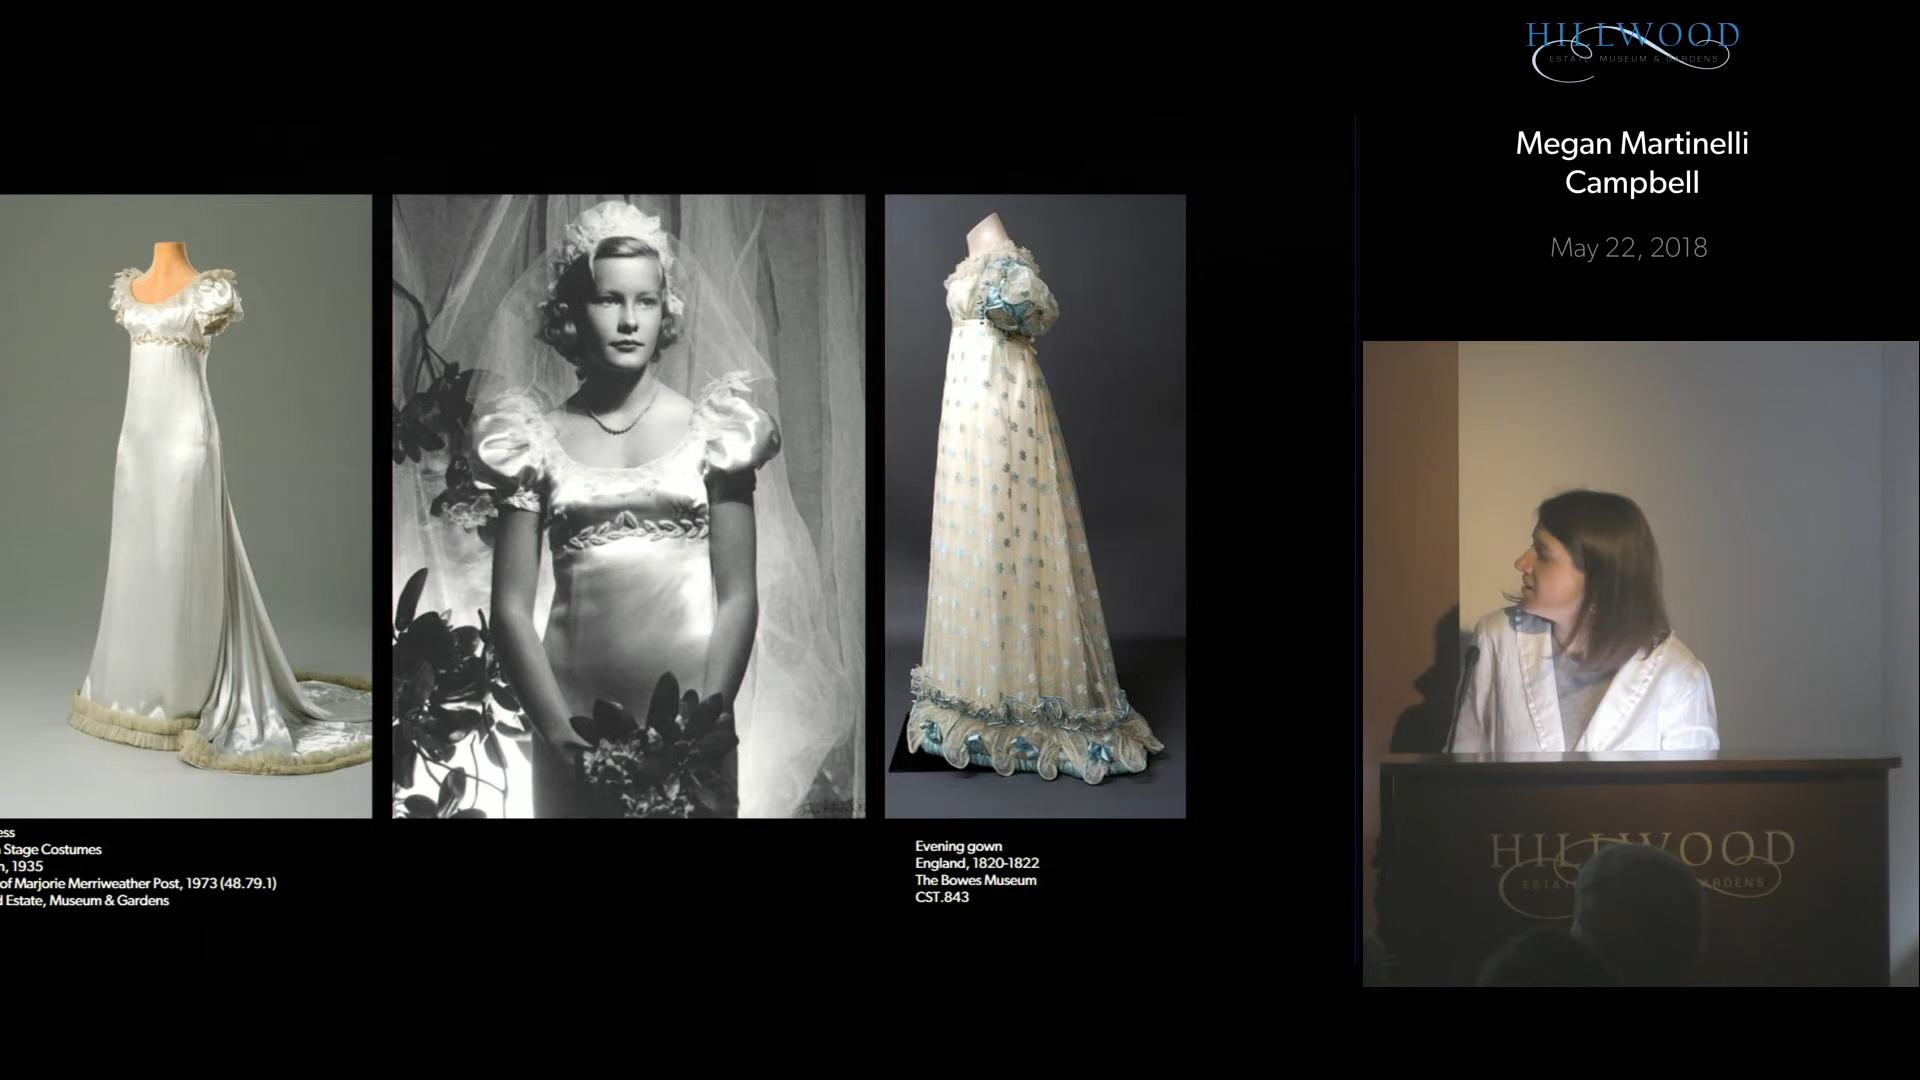 HILLWOOD
ESTATE, MUSEUM & GARDENS
Megan Martinelli
Campbell
May 22, 2018
ess
Stage Costumes
n, 1935
of Marjorie Merriweather Post, 1973 (48.79.1)
d Estate, Museum & Gardens
Evening gown
England, 1820-1822
The Bowes Museum
CST.843
HILLWOOD